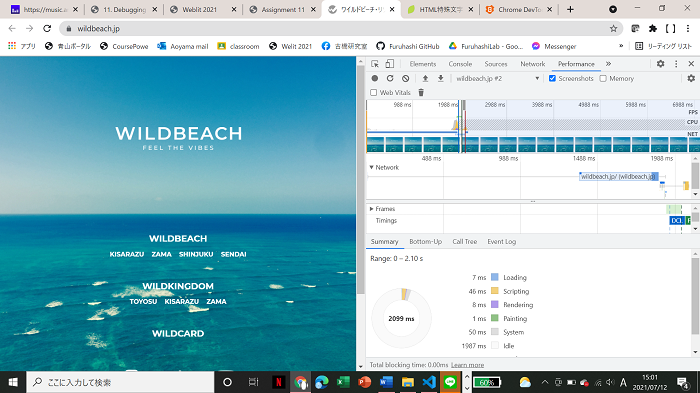 https://music.a
11. Debugging
Weblit 2021
Assignment 11
ワイルドビーチ・リ
HTML特殊文字
Chrome DevTo
wildbeach.jp
アプリ
青山ポータル
CoursePowe
Aoyama mail
classroom
Welit 2021
古橋研究室
Furuhashi GitHub
FuruhashiLab - Goo...
Messenger
»
リーディング リスト
WILDBEACH
FEEL THE VIBES
WILDBEACH
KISARAZU ZAMA SHINJUKU SENDAI
WILDKINGDOM
TOYOSU KISARAZU ZAMA
WILDCARD
Elements Console Sources Network Performance »
wildbeach.jp #2
Screenshots
Memory
Web Vitals
988 ms 1988 ms 2988 ms 3988 ms 4988 ms 5988 ms 6988 ms
FPS
CPU
NET
488 ms 988 ms 1488 ms 1988 ms
Network
wildbeach.jp/ (wildbeach.jp)
Frames
Timings
DCL
F
Summary Bottom-Up Call Tree Event Log
Range: 0 – 2.10 s
2099 ms
7 ms Loading
46 ms Scripting
8 ms Rendering
1 ms Painting
50 ms System
1987 ms Idle
Total blocking time: 0.00ms Learn more
ここに入力して検索
60%
A
15:01
2021/07/12
4